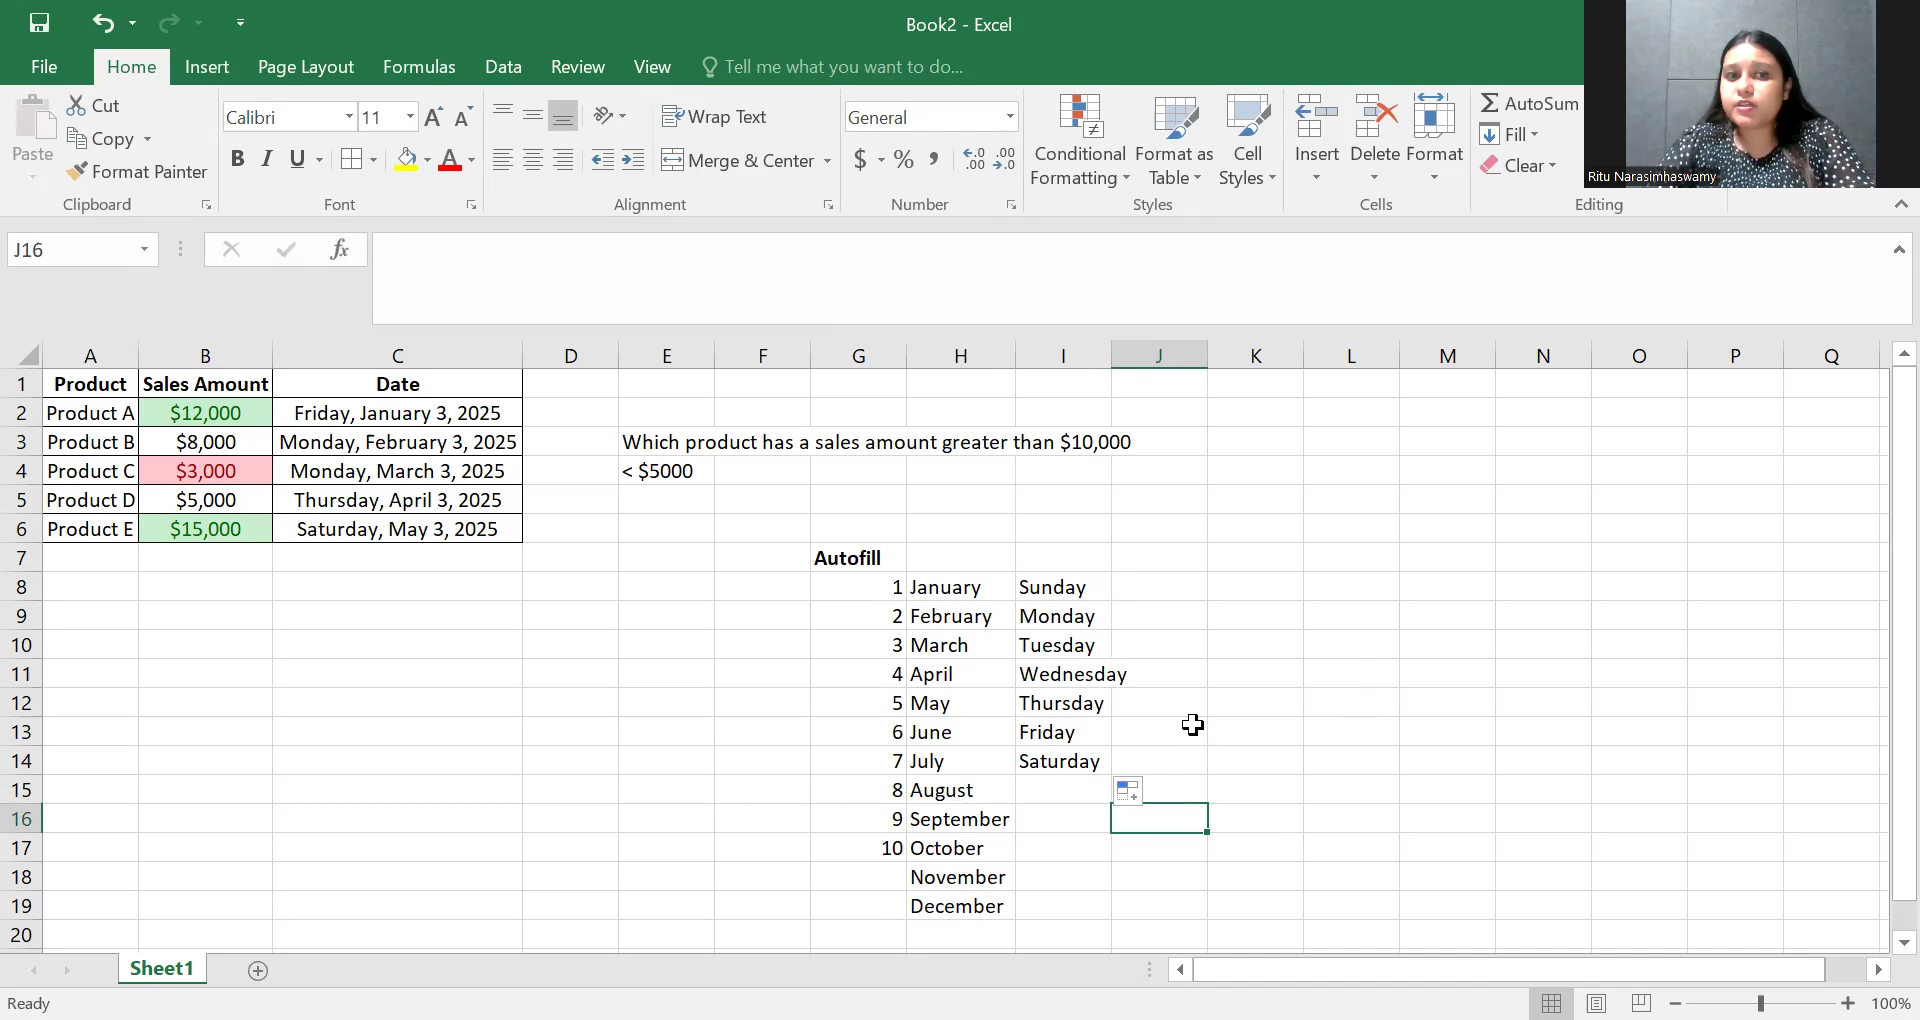 Book2 - Excel
File Home Insert Page Layout Formulas Data Review View Tell me what you want to do...
Paste
Cut
Copy
Format Painter
Clipboard
Calibri 11
B I U
Font
Wrap Text
Merge & Center
Alignment
General
$ %
Number
Conditional Formatting
Format as Table
Cell Styles
Styles
Insert Delete Format
Cells
AutoSum
Fill
Clear
Editing
Ritu Narasimhaswamy
J16
fx
A B C D E F G H I J K L M N O P Q
1 Product Sales Amount Date
2 Product A $12,000 Friday, January 3, 2025
3 Product B $8,000 Monday, February 3, 2025 Which product has a sales amount greater than $10,000
4 Product C $3,000 Monday, March 3, 2025 < $5000
5 Product D $5,000 Thursday, April 3, 2025
6 Product E $15,000 Saturday, May 3, 2025
7 Autofill
8 1 January Sunday
9 2 February Monday
10 3 March Tuesday
11 4 April Wednesday
12 5 May Thursday
13 6 June Friday
14 7 July Saturday
15 8 August
16 9 September
17 10 October
18 November
19 December
20
Sheet1
Ready
100%